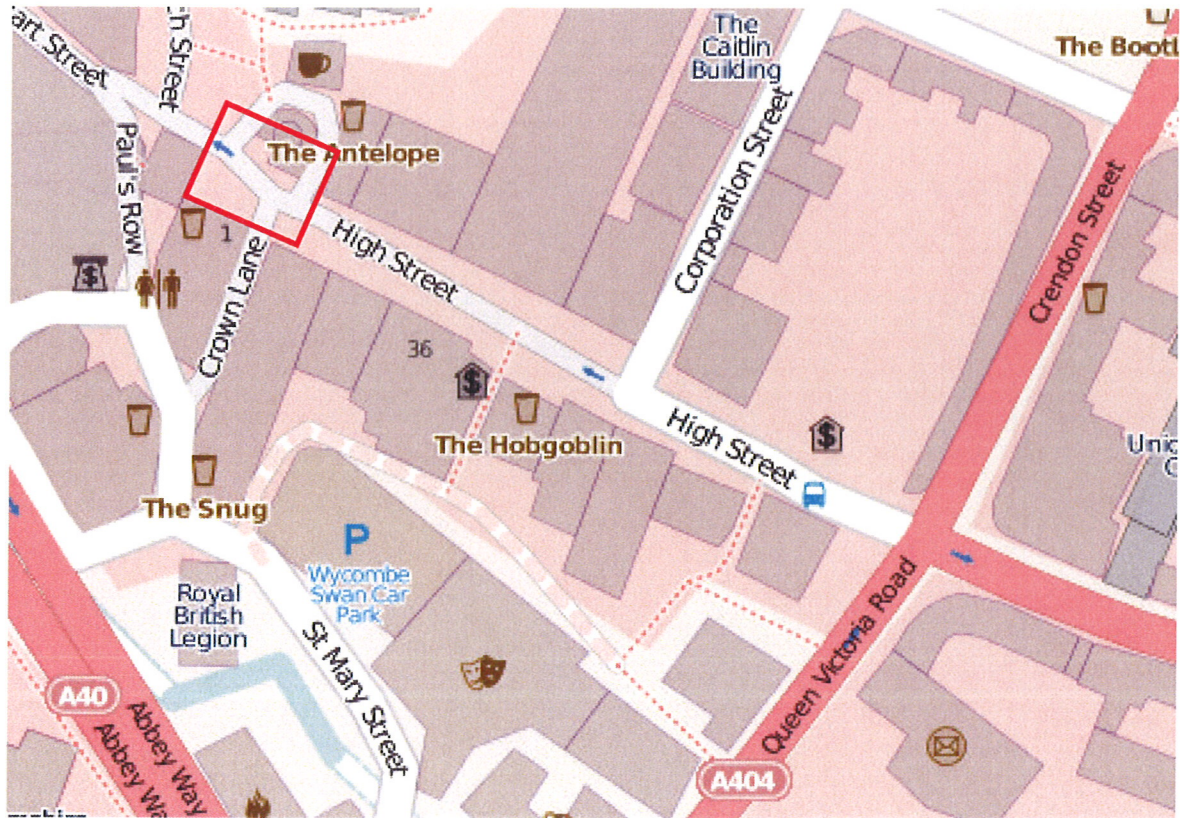 The
Caitlin
Building
The Bootl
art Street
ch Street
Paul's Row
The Antelope
1
High Street
Crown Lane
Corporation Street
Crendon Street
36
The Hobgoblin
High Street
Unic
C
The Snug
P
Wycombe
Swan Car
Park
Royal
British
Legion
St Mary Street
Queen Victoria Road
A40
Abbey Way
Abbey Wa
A404